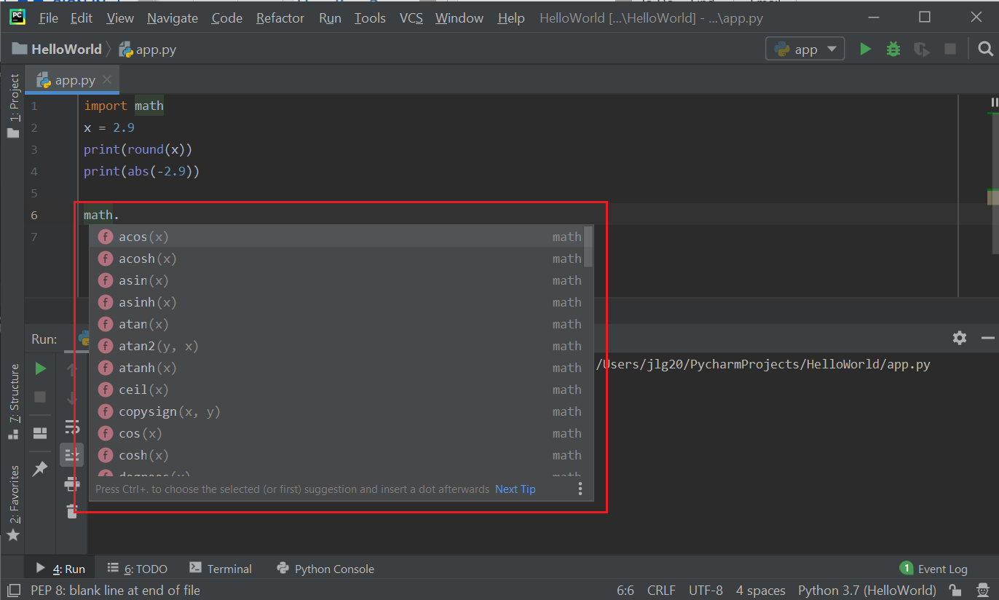 PC File Edit View Navigate Code Refactor Run Tools VCS Window Help HelloWorld [...\HelloWorld] - ...\app.py
HelloWorld app.py app
1: Project
app.py
1 import math
2 x = 2.9
3 print(round(x))
4 print(abs(-2.9))
5
6 math.
7
f acos(x) math
f acosh(x) math
f asin(x) math
f asinh(x) math
f atan(x) math
f atan2(y, x) math
f atanh(x) math
f ceil(x) math
f copysign(x, y) math
f cos(x) math
f cosh(x) math
f degrees(x) math
Press Ctrl+. to choose the selected (or first) suggestion and insert a dot afterwards Next Tip
Run:
/Users/jlg20/PycharmProjects/HelloWorld/app.py
7: Structure
2: Favorites
4: Run 6: TODO Terminal Python Console 1 Event Log
PEP 8: blank line at end of file 6:6 CRLF UTF-8 4 spaces Python 3.7 (HelloWorld)